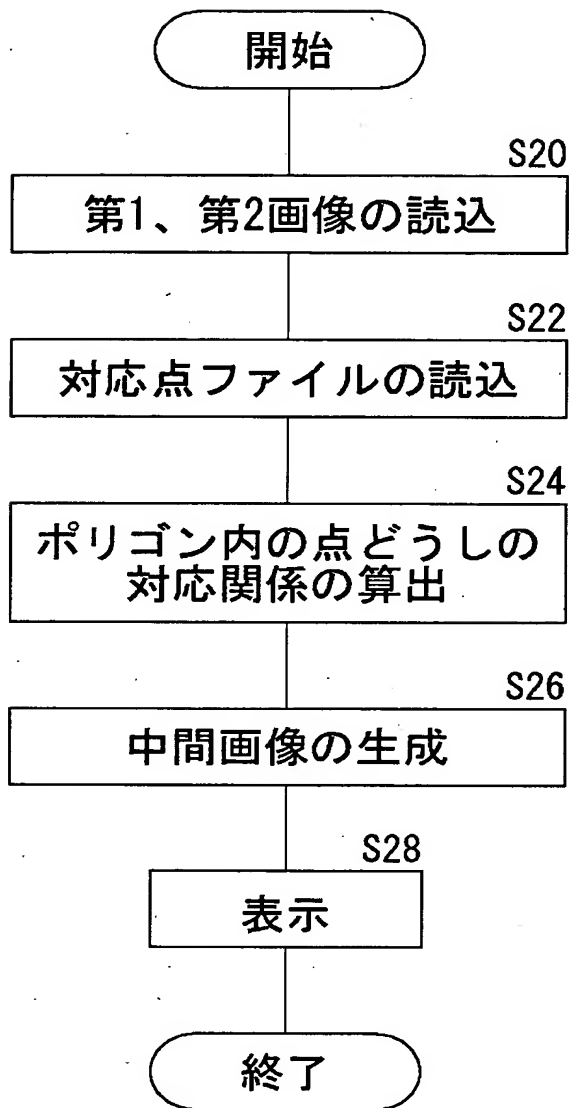 開始
S20
第1、第2画像の読込
S22
対応点ファイルの読込
S24
ポリゴン内の点どうしの
対応関係の算出
S26
中間画像の生成
S28
表示
終了